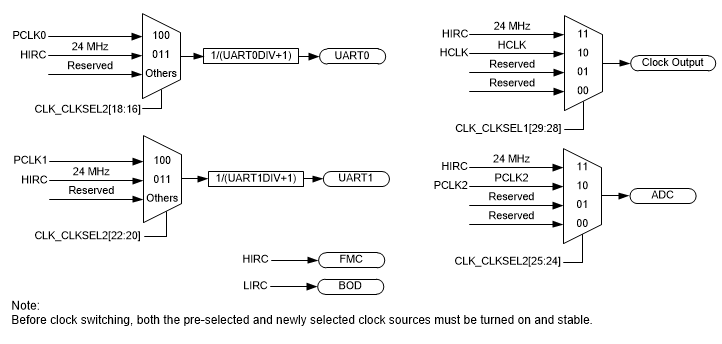 PCLK0
HIRC
24 MHz
Reserved
100
011
Others
1/(UART0DIV+1)
UART0
CLK_CLKSEL2[18:16]
HIRC
24 MHz
HCLK
HCLK
Reserved
Reserved
11
10
01
00
Clock Output
CLK_CLKSEL1[29:28]
PCLK1
HIRC
24 MHz
Reserved
100
011
Others
1/(UART1DIV+1)
UART1
CLK_CLKSEL2[22:20]
HIRC
24 MHz
PCLK2
PCLK2
Reserved
Reserved
11
10
01
00
ADC
CLK_CLKSEL2[25:24]
HIRC
FMC
LIRC
BOD
Note:
Before clock switching, both the pre-selected and newly selected clock sources must be turned on and stable.